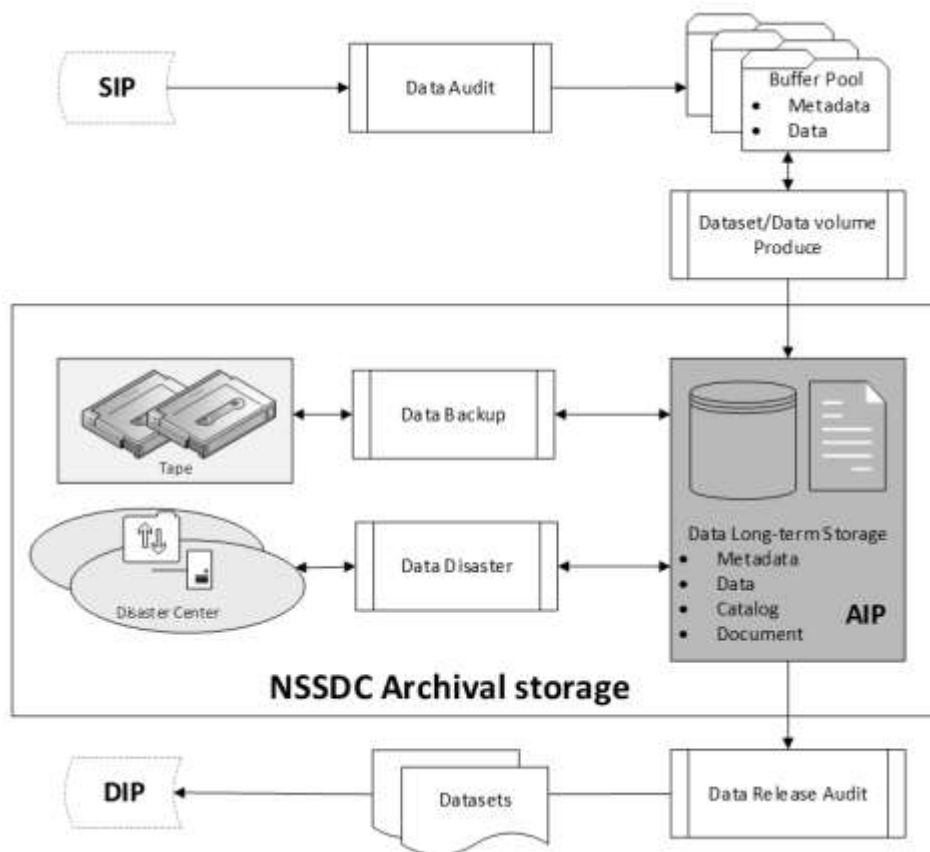 SIP
Data Audit
Buffer Pool
• Metadata
• Data
Dataset/Data volume
Produce
Tape
Data Backup
Data Long-term Storage
• Metadata
• Data
• Catalog
• Document
AIP
Disaster Center
Data Disaster
NSSDC Archival storage
DIP
Datasets
Data Release Audit